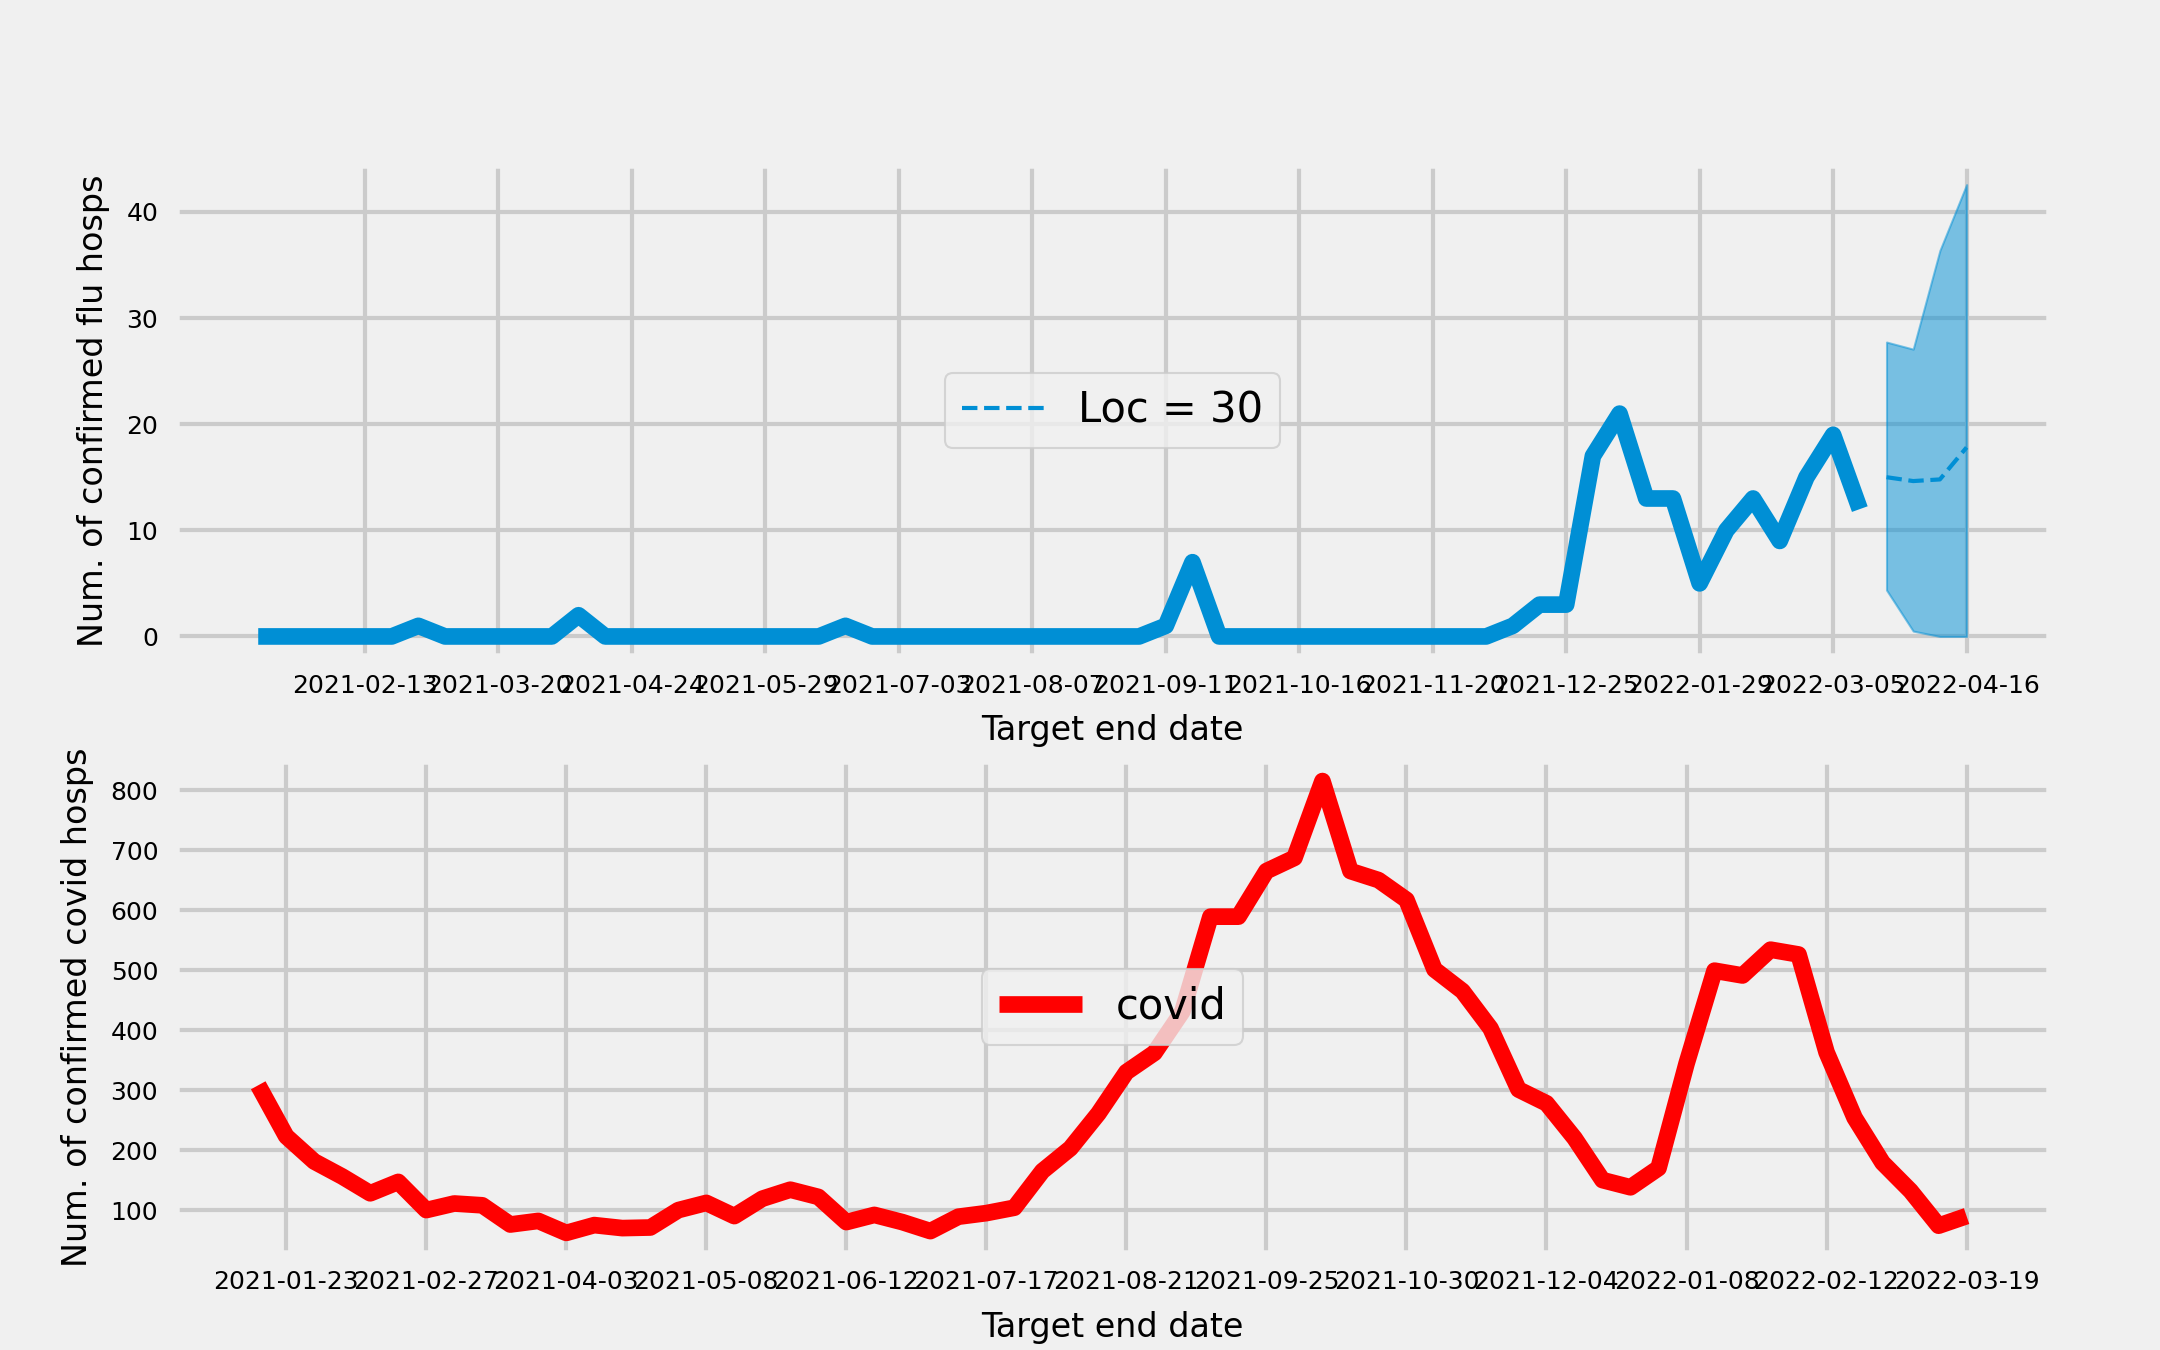 Num. of confirmed flu hosps
40
30
20
10
0
Loc = 30
2021-02-13 2021-03-20 2021-04-24 2021-05-29 2021-07-03 2021-08-07 2021-09-11 2021-10-16 2021-11-20 2021-12-25 2022-01-29 2022-03-05 2022-04-16
Target end date
Num. of confirmed covid hosps
800
700
600
500
400
300
200
100
covid
2021-01-23 2021-02-27 2021-04-03 2021-05-08 2021-06-12 2021-07-17 2021-08-21 2021-09-25 2021-10-30 2021-12-04 2022-01-08 2022-02-12 2022-03-19
Target end date